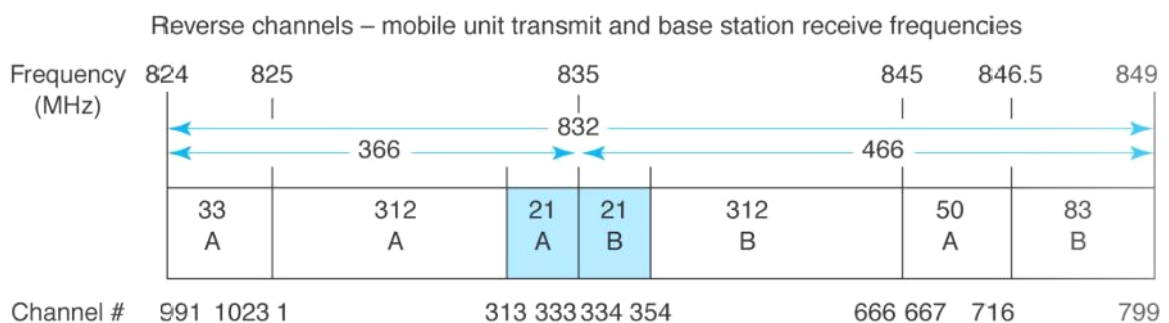 Reverse channels – mobile unit transmit and base station receive frequencies
Frequency 824 825 835 845 846.5 849
(MHz)
832
366 466
33 312 21 21 312 50 83
A A A B B A B
Channel # 991 1023 1 313 333 334 354 666 667 716 799